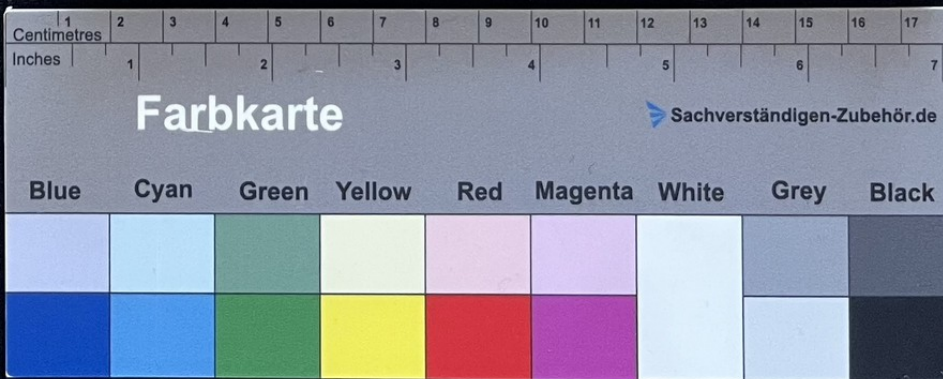 1 2 3 4 5 6 7 8 9 10 11 12 13 14 15 16 17
Centimetres
Inches
1 2 3 4 5 6 7
Farbkarte
Sachverständigen-Zubehör.de
Blue Cyan Green Yellow Red Magenta White Grey Black